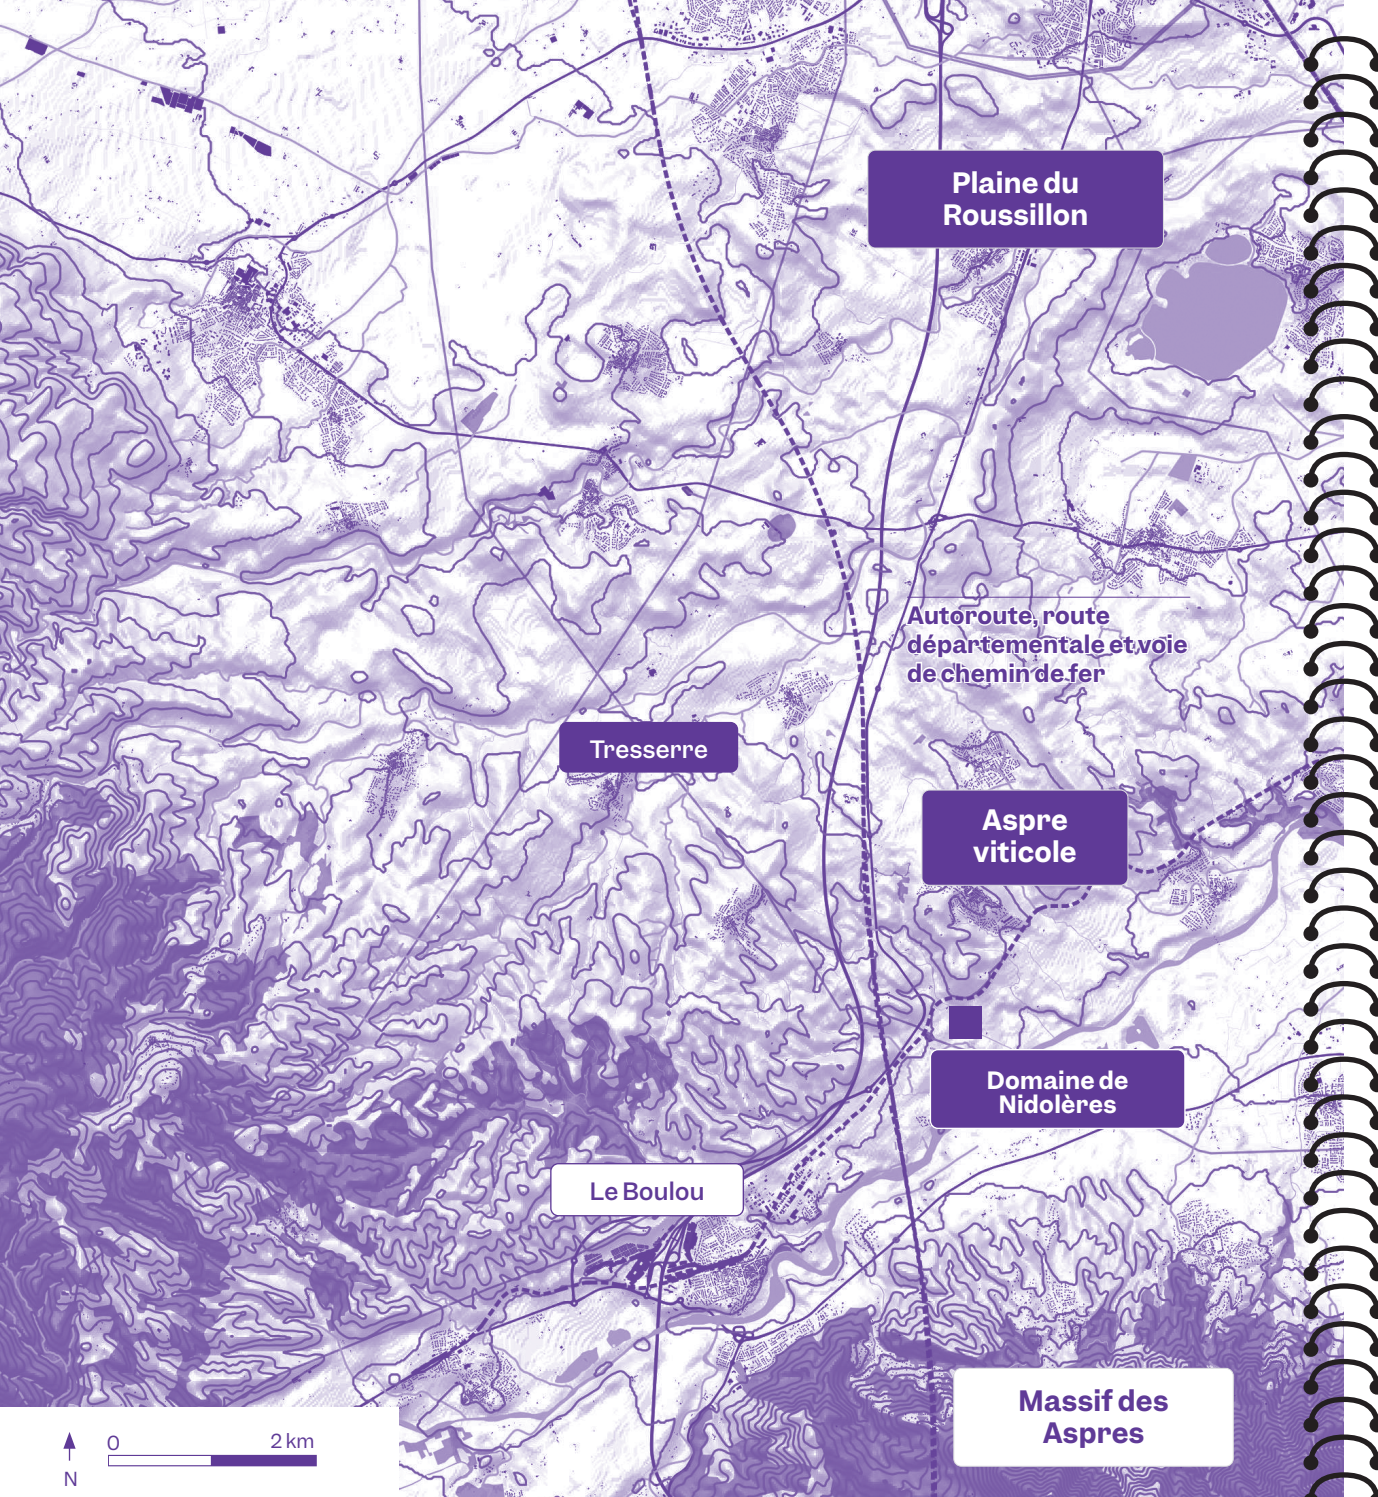 Plaine du
Roussillon
Autoroute, route
départementale et voie
de chemin de fer
Tresserre
Aspre
viticole
Domaine de
Nidolères
Le Boulou
Massif des
Aspres
0 2 km
N